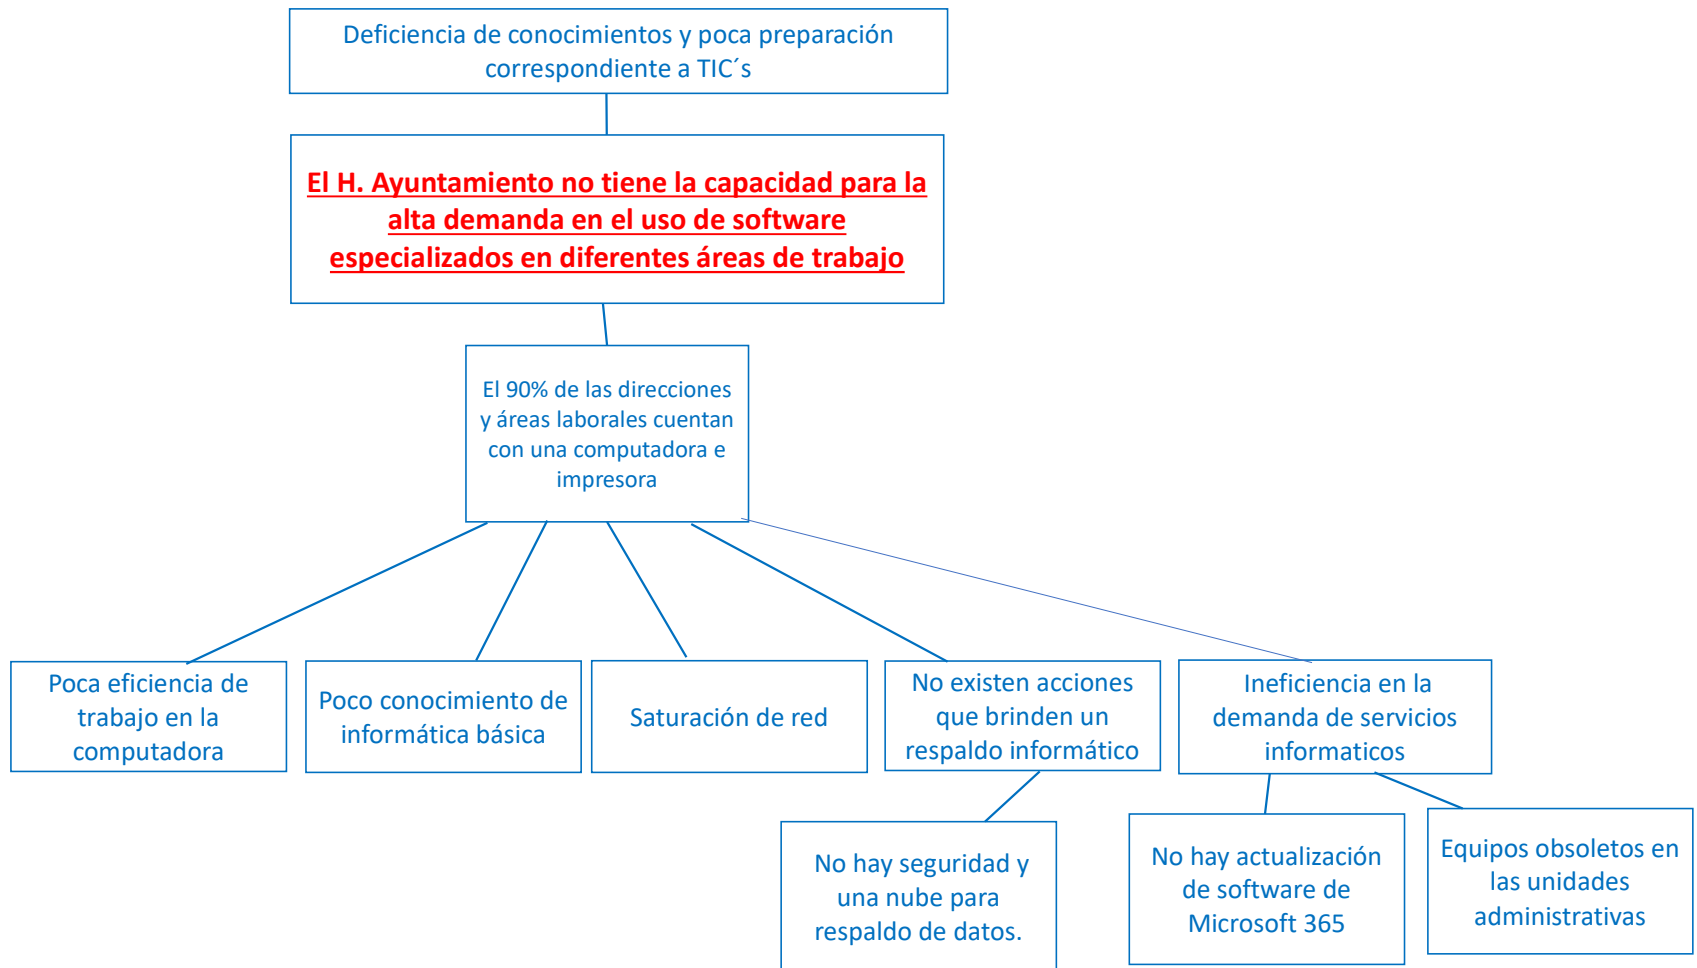 Deficiencia de conocimientos y poca preparación
correspondiente a TIC´s
El H. Ayuntamiento no tiene la capacidad para la
alta demanda en el uso de software
especializados en diferentes áreas de trabajo
El 90% de las direcciones
y áreas laborales cuentan
con una computadora e
impresora
Poca eficiencia de
trabajo en la
computadora
Poco conocimiento de
informática básica
Saturación de red
No existen acciones
que brinden un
respaldo informático
Ineficiencia en la
demanda de servicios
informaticos
No hay seguridad y
una nube para
respaldo de datos.
No hay actualización
de software de
Microsoft 365
Equipos obsoletos en
las unidades
administrativas